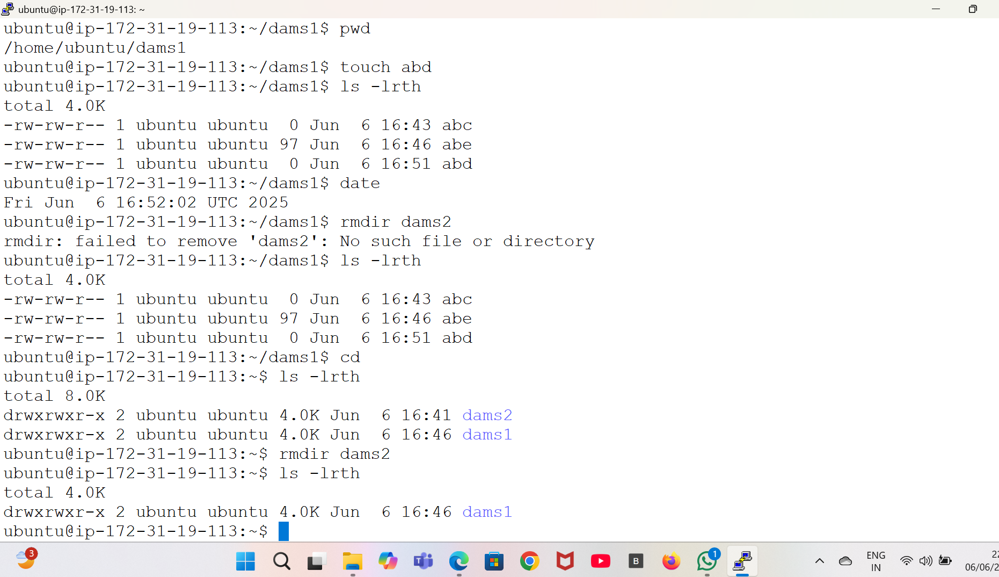 ubuntu@ip-172-31-19-113: ~
ubuntu@ip-172-31-19-113:~/dams1$ pwd
/home/ubuntu/dams1
ubuntu@ip-172-31-19-113:~/dams1$ touch abd
ubuntu@ip-172-31-19-113:~/dams1$ ls -lrth
total 4.0K
-rw-rw-r-- 1 ubuntu ubuntu  0 Jun  6 16:43 abc
-rw-rw-r-- 1 ubuntu ubuntu 97 Jun  6 16:46 abe
-rw-rw-r-- 1 ubuntu ubuntu  0 Jun  6 16:51 abd
ubuntu@ip-172-31-19-113:~/dams1$ date
Fri Jun  6 16:52:02 UTC 2025
ubuntu@ip-172-31-19-113:~/dams1$ rmdir dams2
rmdir: failed to remove 'dams2': No such file or directory
ubuntu@ip-172-31-19-113:~/dams1$ ls -lrth
total 4.0K
-rw-rw-r-- 1 ubuntu ubuntu  0 Jun  6 16:43 abc
-rw-rw-r-- 1 ubuntu ubuntu 97 Jun  6 16:46 abe
-rw-rw-r-- 1 ubuntu ubuntu  0 Jun  6 16:51 abd
ubuntu@ip-172-31-19-113:~/dams1$ cd
ubuntu@ip-172-31-19-113:~$ ls -lrth
total 8.0K
drwxrwxr-x 2 ubuntu ubuntu 4.0K Jun  6 16:41 dams2
drwxrwxr-x 2 ubuntu ubuntu 4.0K Jun  6 16:46 dams1
ubuntu@ip-172-31-19-113:~$ rmdir dams2
ubuntu@ip-172-31-19-113:~$ ls -lrth
total 4.0K
drwxrwxr-x 2 ubuntu ubuntu 4.0K Jun  6 16:46 dams1
ubuntu@ip-172-31-19-113:~$
3
T
B
1
ENG
IN
22
06/06/2